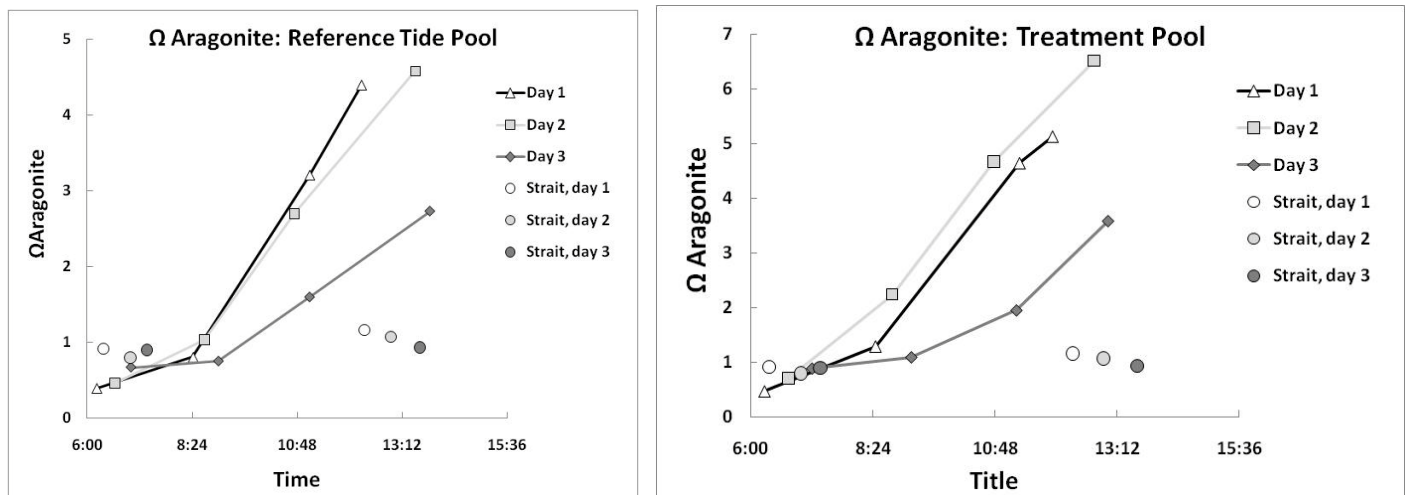 Ω Aragonite: Reference Tide Pool
5
4
3
2
1
0
ΩAragonite
6:00 8:24 10:48 13:12 15:36
Time
Day 1
Day 2
Day 3
Strait, day 1
Strait, day 2
Strait, day 3
Ω Aragonite: Treatment Pool
7
6
5
4
3
2
1
0
Ω Aragonite
6:00 8:24 10:48 13:12 15:36
Title
Day 1
Day 2
Day 3
Strait, day 1
Strait, day 2
Strait, day 3